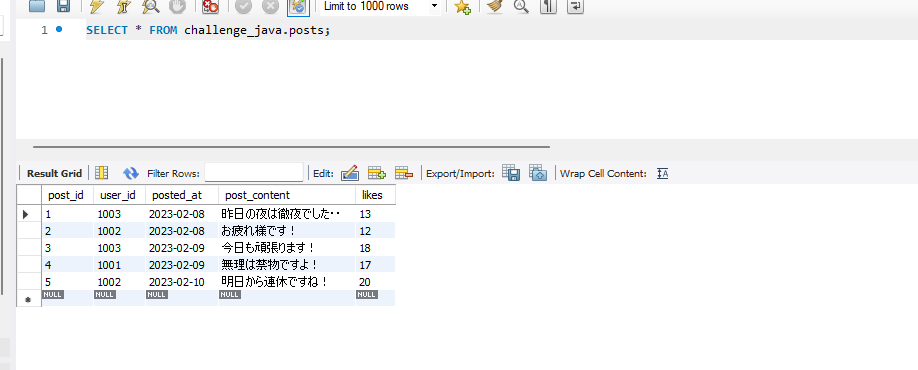 Limit to 1000 rows
1 SELECT * FROM challenge_java.posts;
Result Grid Filter Rows: Edit: Export/Import: Wrap Cell Content: IA
post_id user_id posted_at post_content likes
1 1003 2023-02-08 昨日の夜は徹夜でした・・ 13
2 1002 2023-02-08 お疲れ様です！ 12
3 1003 2023-02-09 今日も頑張ります！ 18
4 1001 2023-02-09 無理は禁物ですよ！ 17
5 1002 2023-02-10 明日から連休ですね！ 20
NULL NULL NULL NULL NULL